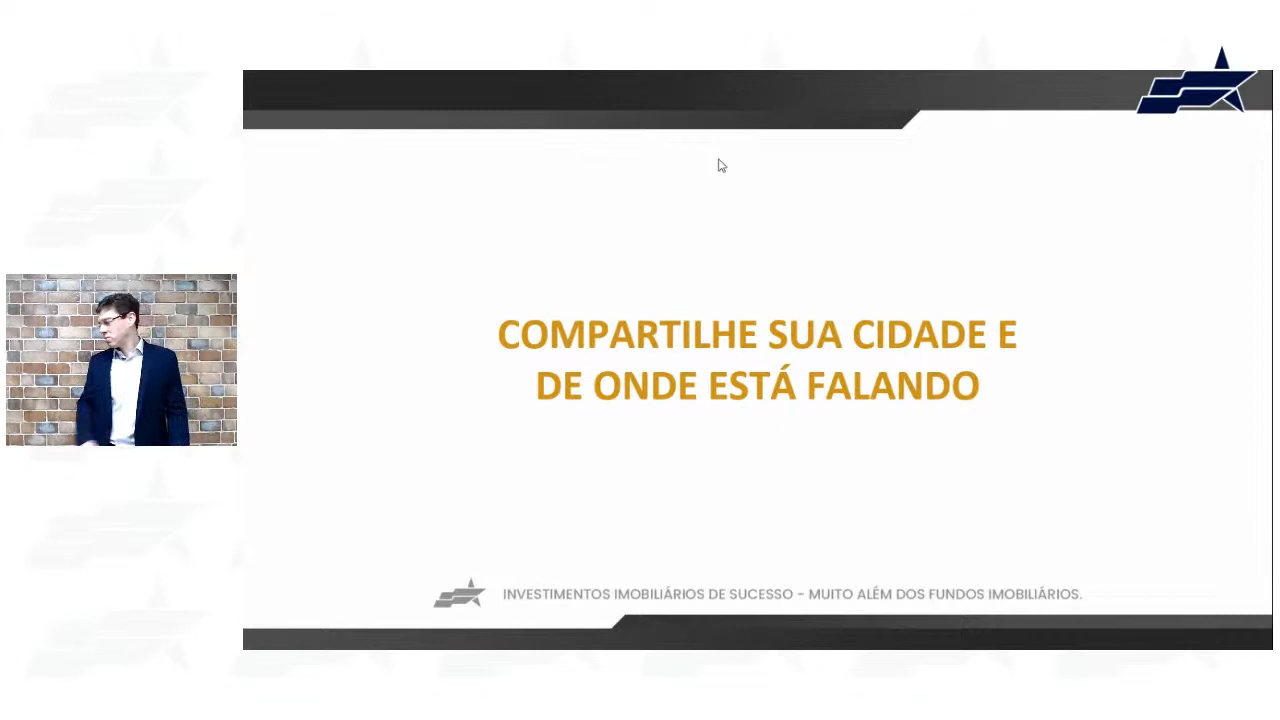 COMPARTILHE SUA CIDADE E
DE ONDE ESTÁ FALANDO
INVESTIMENTOS IMOBILIÁRIOS DE SUCESSO - MUITO ALÉM DOS FUNDOS IMOBILIÁRIOS.